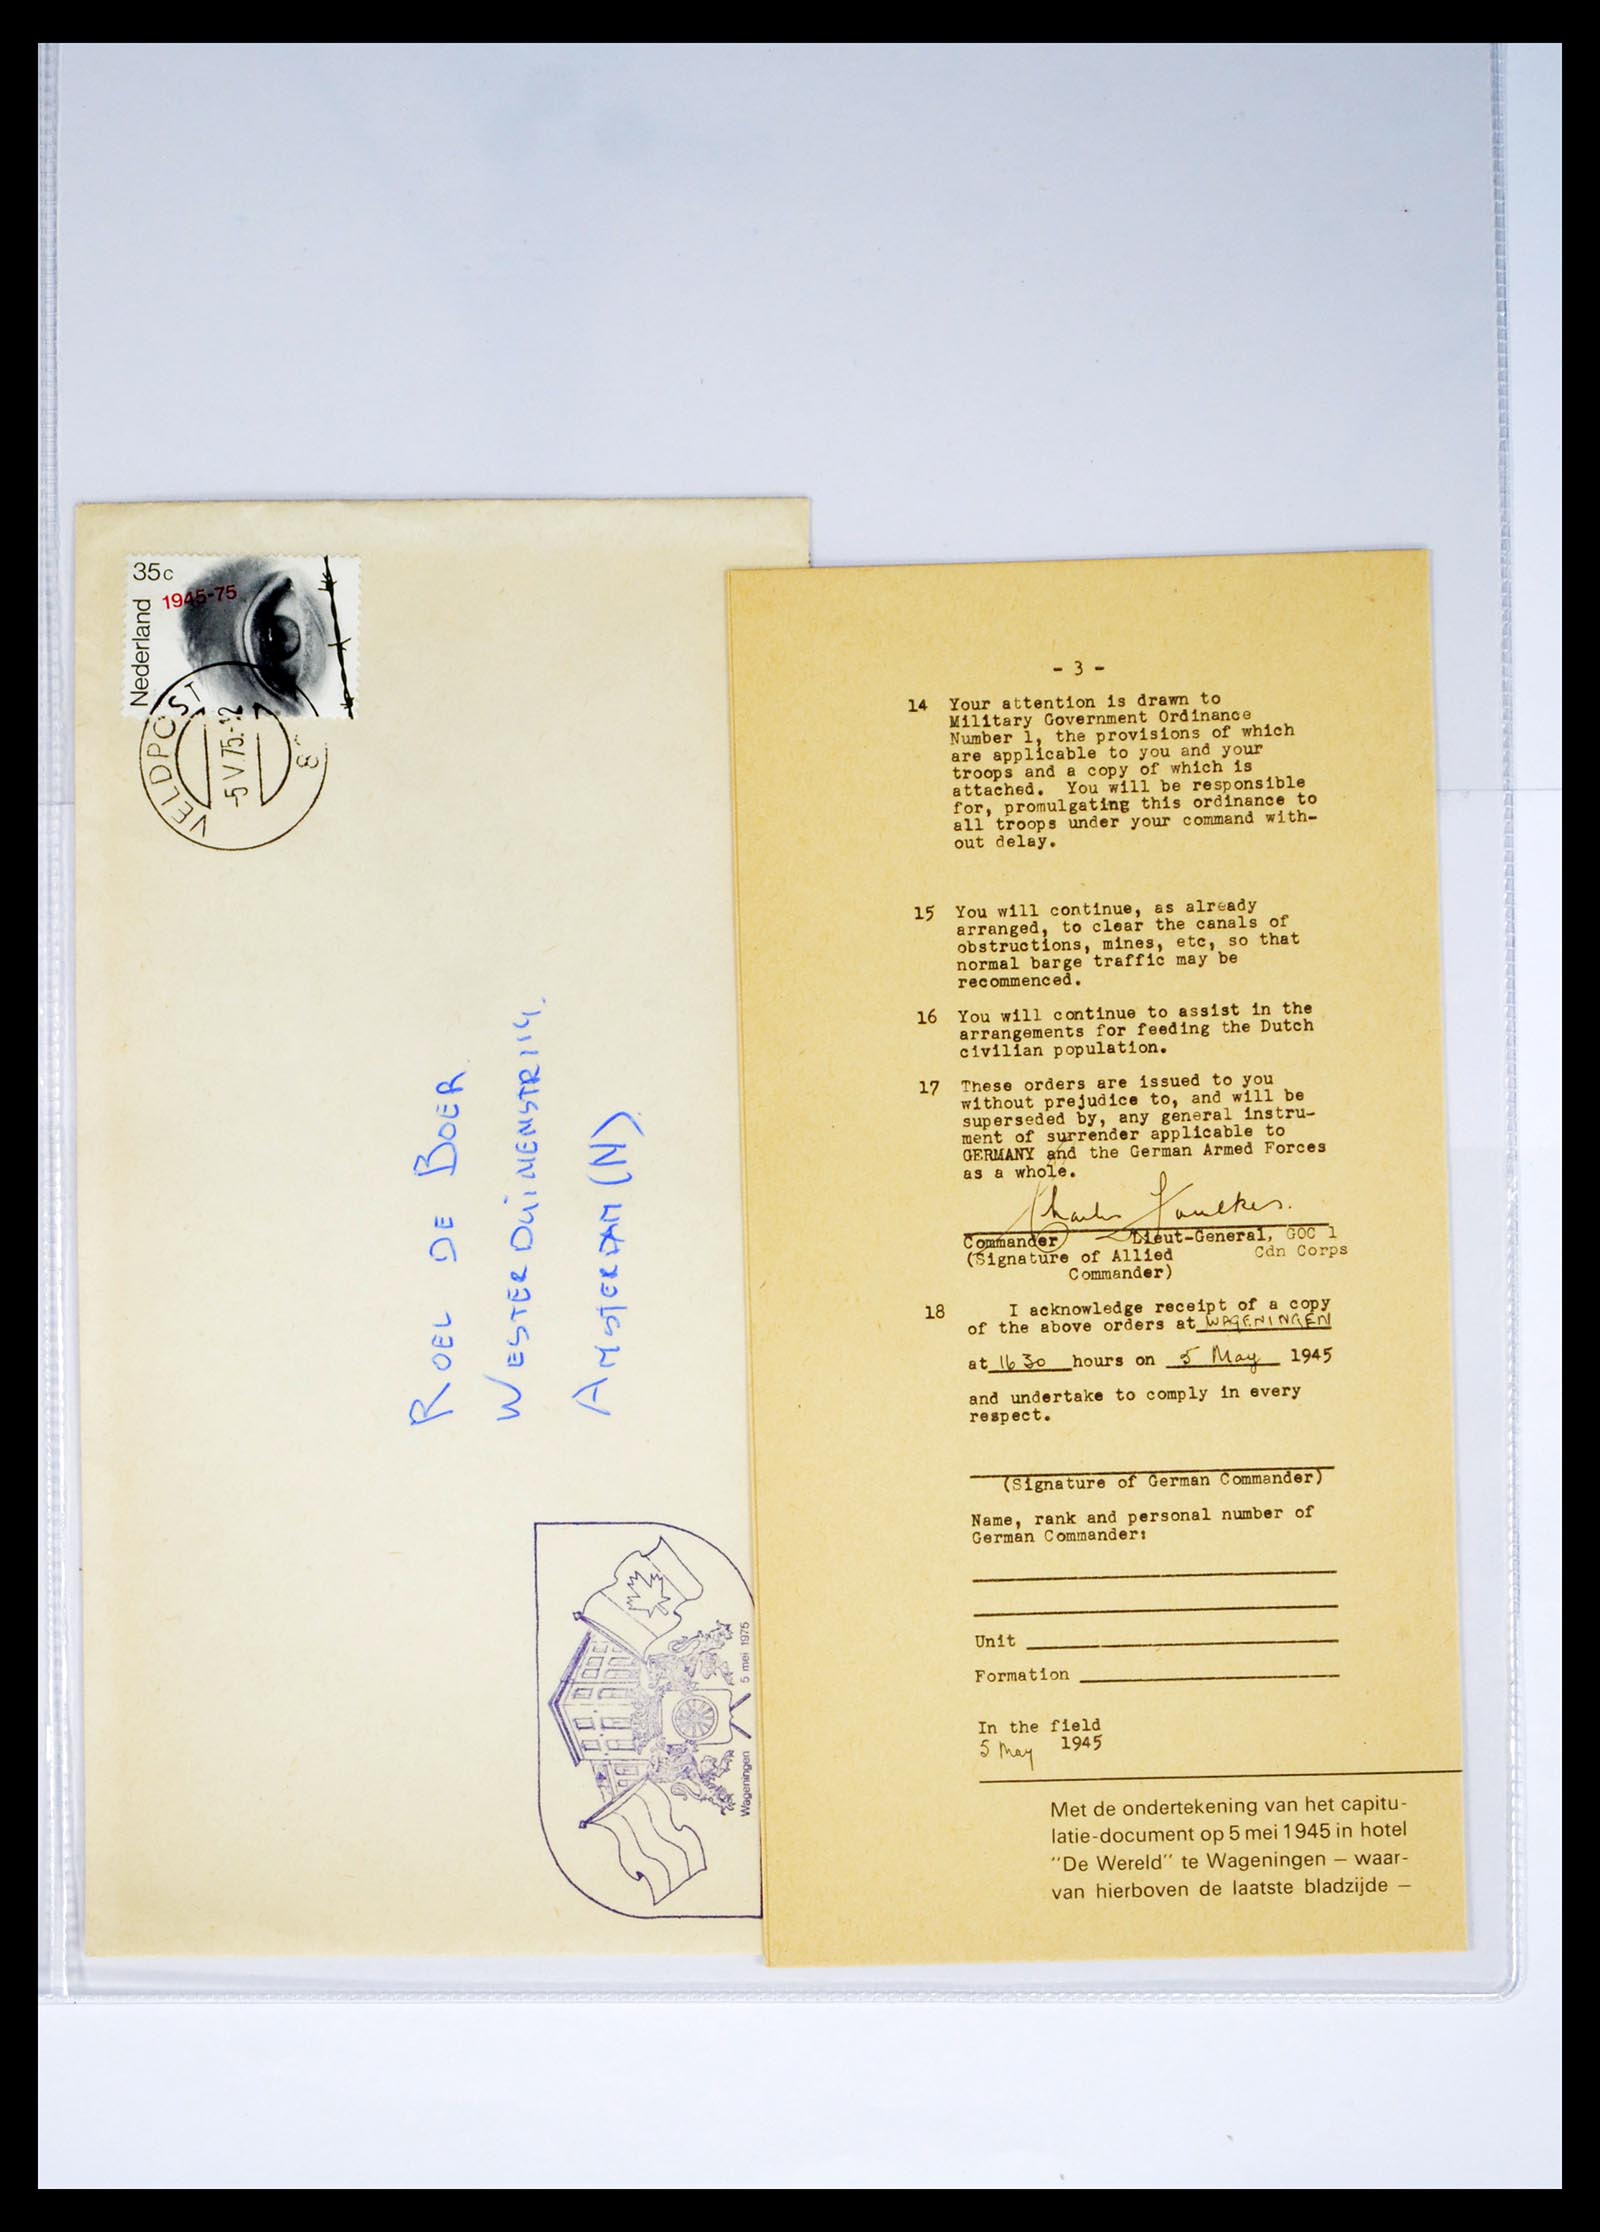 35c
1945-75
Nederland
VELDPOST
-5.V.75.-12
8
ROEL DE BOER
AMSTERDAM (N)
Wageningen 5 mei 1975
- 3 -
14 Your attention is drawn to
Military Government Ordinance
Number 1, the provisions of which
are applicable to you and your
troops and a copy of which is
attached. You will be responsible
for, promulgating this ordinance to
all troops under your command with-
out delay.
15 You will continue, as already
arranged, to clear the canals of
obstructions, mines, etc, so that
normal barge traffic may be
recommenced.
16 You will continue to assist in the
arrangements for feeding the Dutch
civilian population.
17 These orders are issued to you
without prejudice to, and will be
superseded by, any general instru-
ment of surrender applicable to
GERMANY and the German Armed Forces
as a whole.
Charles Foulkes.
Commander Lieut-General, GOC 1
(Signature of Allied Cdn Corps
Commander)
18 I acknowledge receipt of a copy
of the above orders at WAGENINGEN
at 1630 hours on 5 May 1945
and undertake to comply in every
respect.
(Signature of German Commander)
Name, rank and personal number of
German Commander:
Unit
Formation
In the field
5 May 1945
Met de ondertekening van het capitu-
latie-document op 5 mei 1945 in hotel
"De Wereld" te Wageningen – waar-
van hierboven de laatste bladzijde –